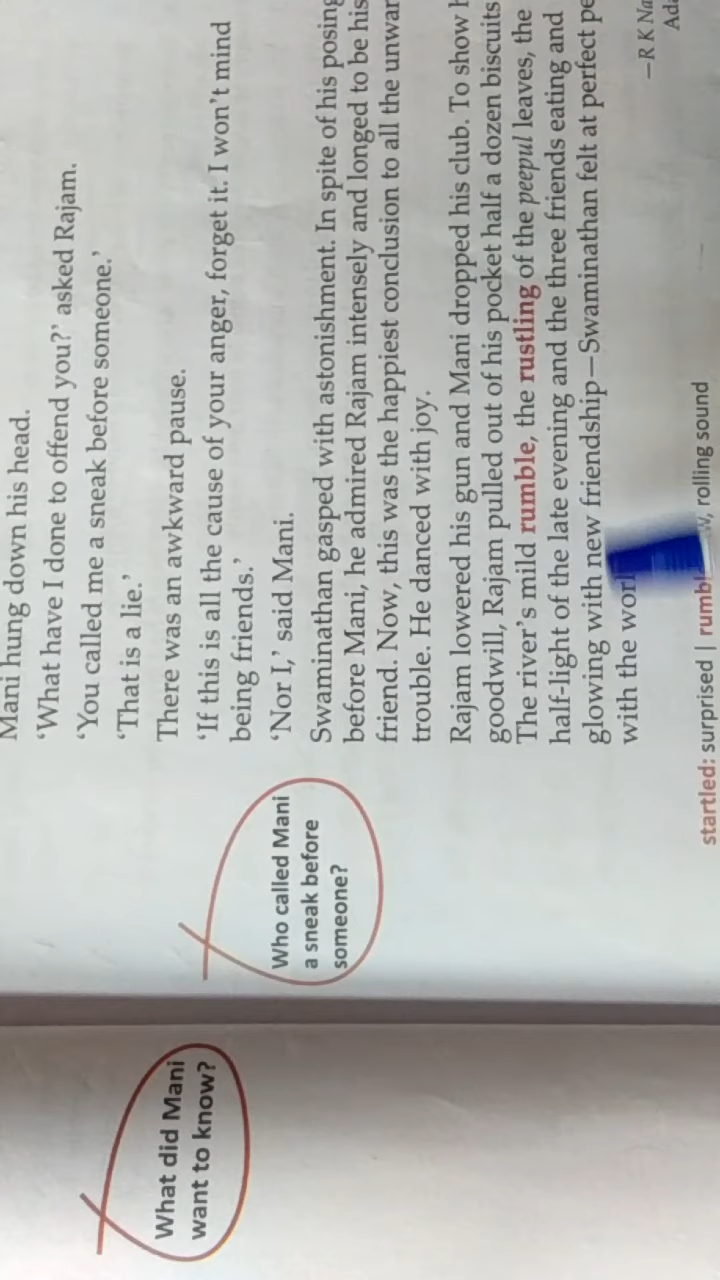 Mani hung down his head.
‘What have I done to offend you?’ asked Rajam.
‘You called me a sneak before someone.’
‘That is a lie.’
There was an awkward pause.
‘If this is all the cause of your anger, forget it. I won’t mind
being friends.’
‘Nor I,’ said Mani.
Swaminathan gasped with astonishment. In spite of his posing
before Mani, he admired Rajam intensely and longed to be his
friend. Now, this was the happiest conclusion to all the
trouble. He danced with joy.
Rajam lowered his gun and Mani dropped his club. To show
goodwill, Rajam pulled out of his pocket half a dozen biscuits
The river’s mild rumble, the rustling of the peepul leaves, the
half-light of the late evening and the three friends eating and
glowing with new friendship—Swaminathan felt at perfect
with the
—R K
startled: surprised | rolling sound
Who called Mani
a sneak before
someone?
What did Mani
want to know?